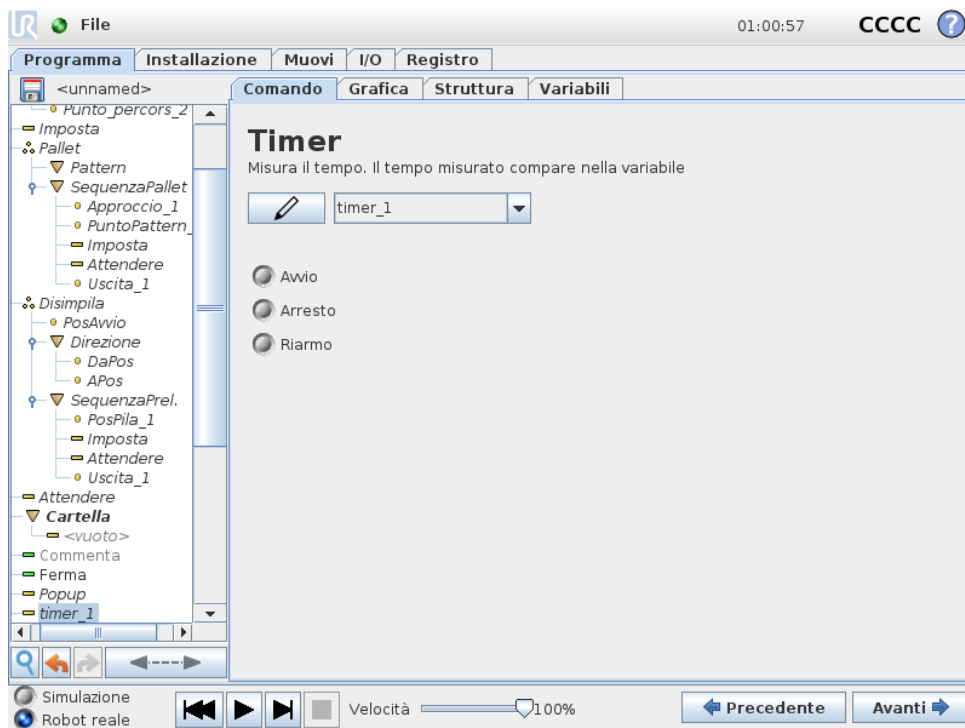 UR File 01:00:57 CCCC ?
Programma Installazione Muovi I/O Registro
<unnamed> Comando Grafica Struttura Variabili
Punto_percors_2
Imposta
Pallet
Pattern
SequenzaPallet
Approccio_1
PuntoPattern_
Imposta
Attendere
Uscita_1
Disimpila
PosAvvio
Direzione
DaPos
APos
SequenzaPrel.
PosPila_1
Imposta
Attendere
Uscita_1
Attendere
Cartella
<vuoto>
Commenta
Ferma
Popup
timer_1
Timer
Misura il tempo. Il tempo misurato compare nella variabile
timer_1
Avvio
Arresto
Riarmo
Simulazione
Robot reale
Velocità 100%
Precedente Avanti